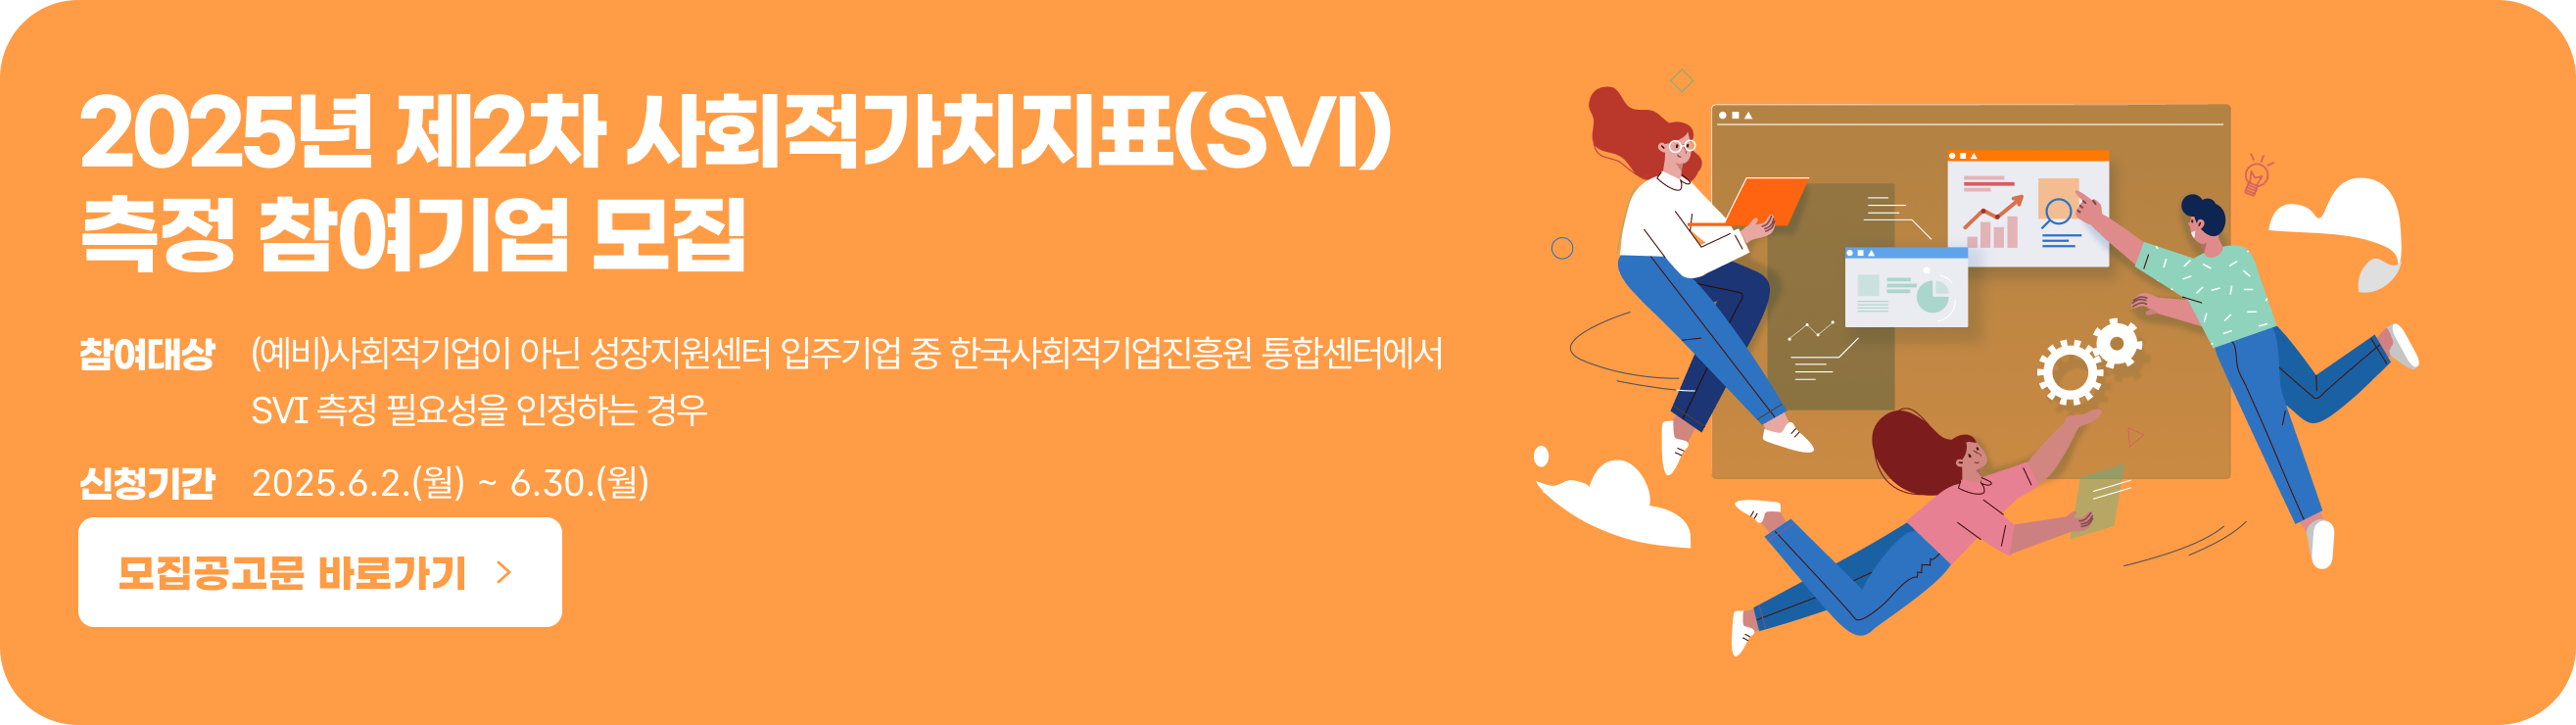 2025년 제2차 사회적가치지표(SVI)
측정 참여기업 모집
참여대상 (예비)사회적기업이 아닌 성장지원센터 입주기업 중 한국사회적기업진흥원 통합센터에서
SVI 측정 필요성을 인정하는 경우
신청기간 2025.6.2.(월) ~ 6.30.(월)
모집공고문 바로가기 >